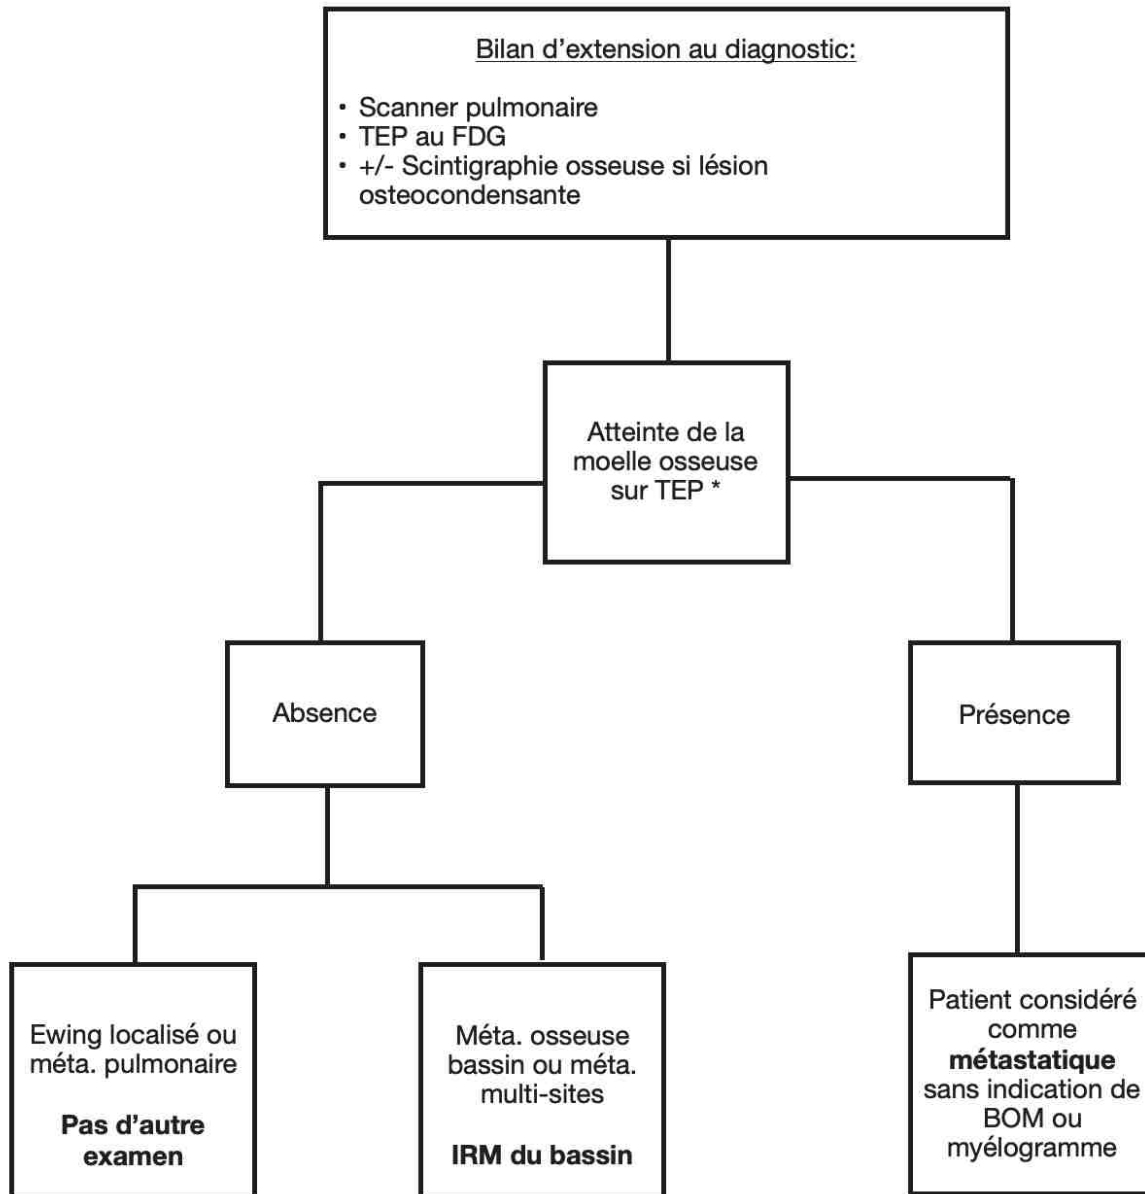 Bilan d’extension au diagnostic:
• Scanner pulmonaire
• TEP au FDG
• +/- Scintigraphie osseuse si lésion
osteocondensante
Atteinte de la
moelle osseuse
sur TEP *
Absence
Présence
Ewing localisé ou
méta. pulmonaire
Pas d’autre
examen
Méta. osseuse
bassin ou méta.
multi-sites
IRM du bassin
Patient considéré
comme
métastatique
sans indication de
BOM ou
myélogramme